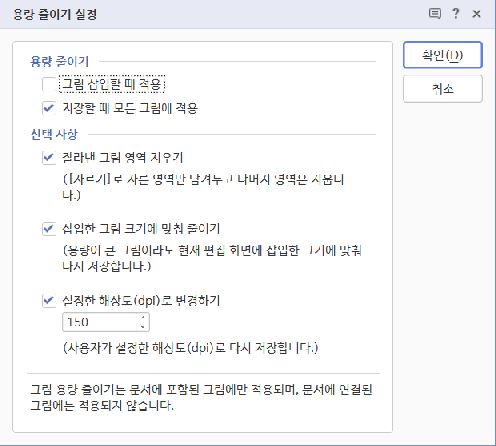 용량 줄이기 설정
확인(D)
취소
용량 줄이기
그림 삽입할 때 적용
저장할 때 모든 그림에 적용
선택 사항
잘라낸 그림 영역 지우기
([자르기]로 자른 영역만 남겨두고 나머지 영역은 지웁니
다.)
삽입한 그림 크기에 맞춰 줄이기
(용량이 큰 그림이라도 현재 편집 화면에 삽입한 크기에 맞춰
다시 저장합니다.)
설정한 해상도(dpi)로 변경하기
150
(사용자가 설정한 해상도(dpi)로 다시 저장합니다.)
그림 용량 줄이기는 문서에 포함된 그림에만 적용되며, 문서에 연결된
그림에는 적용되지 않습니다.